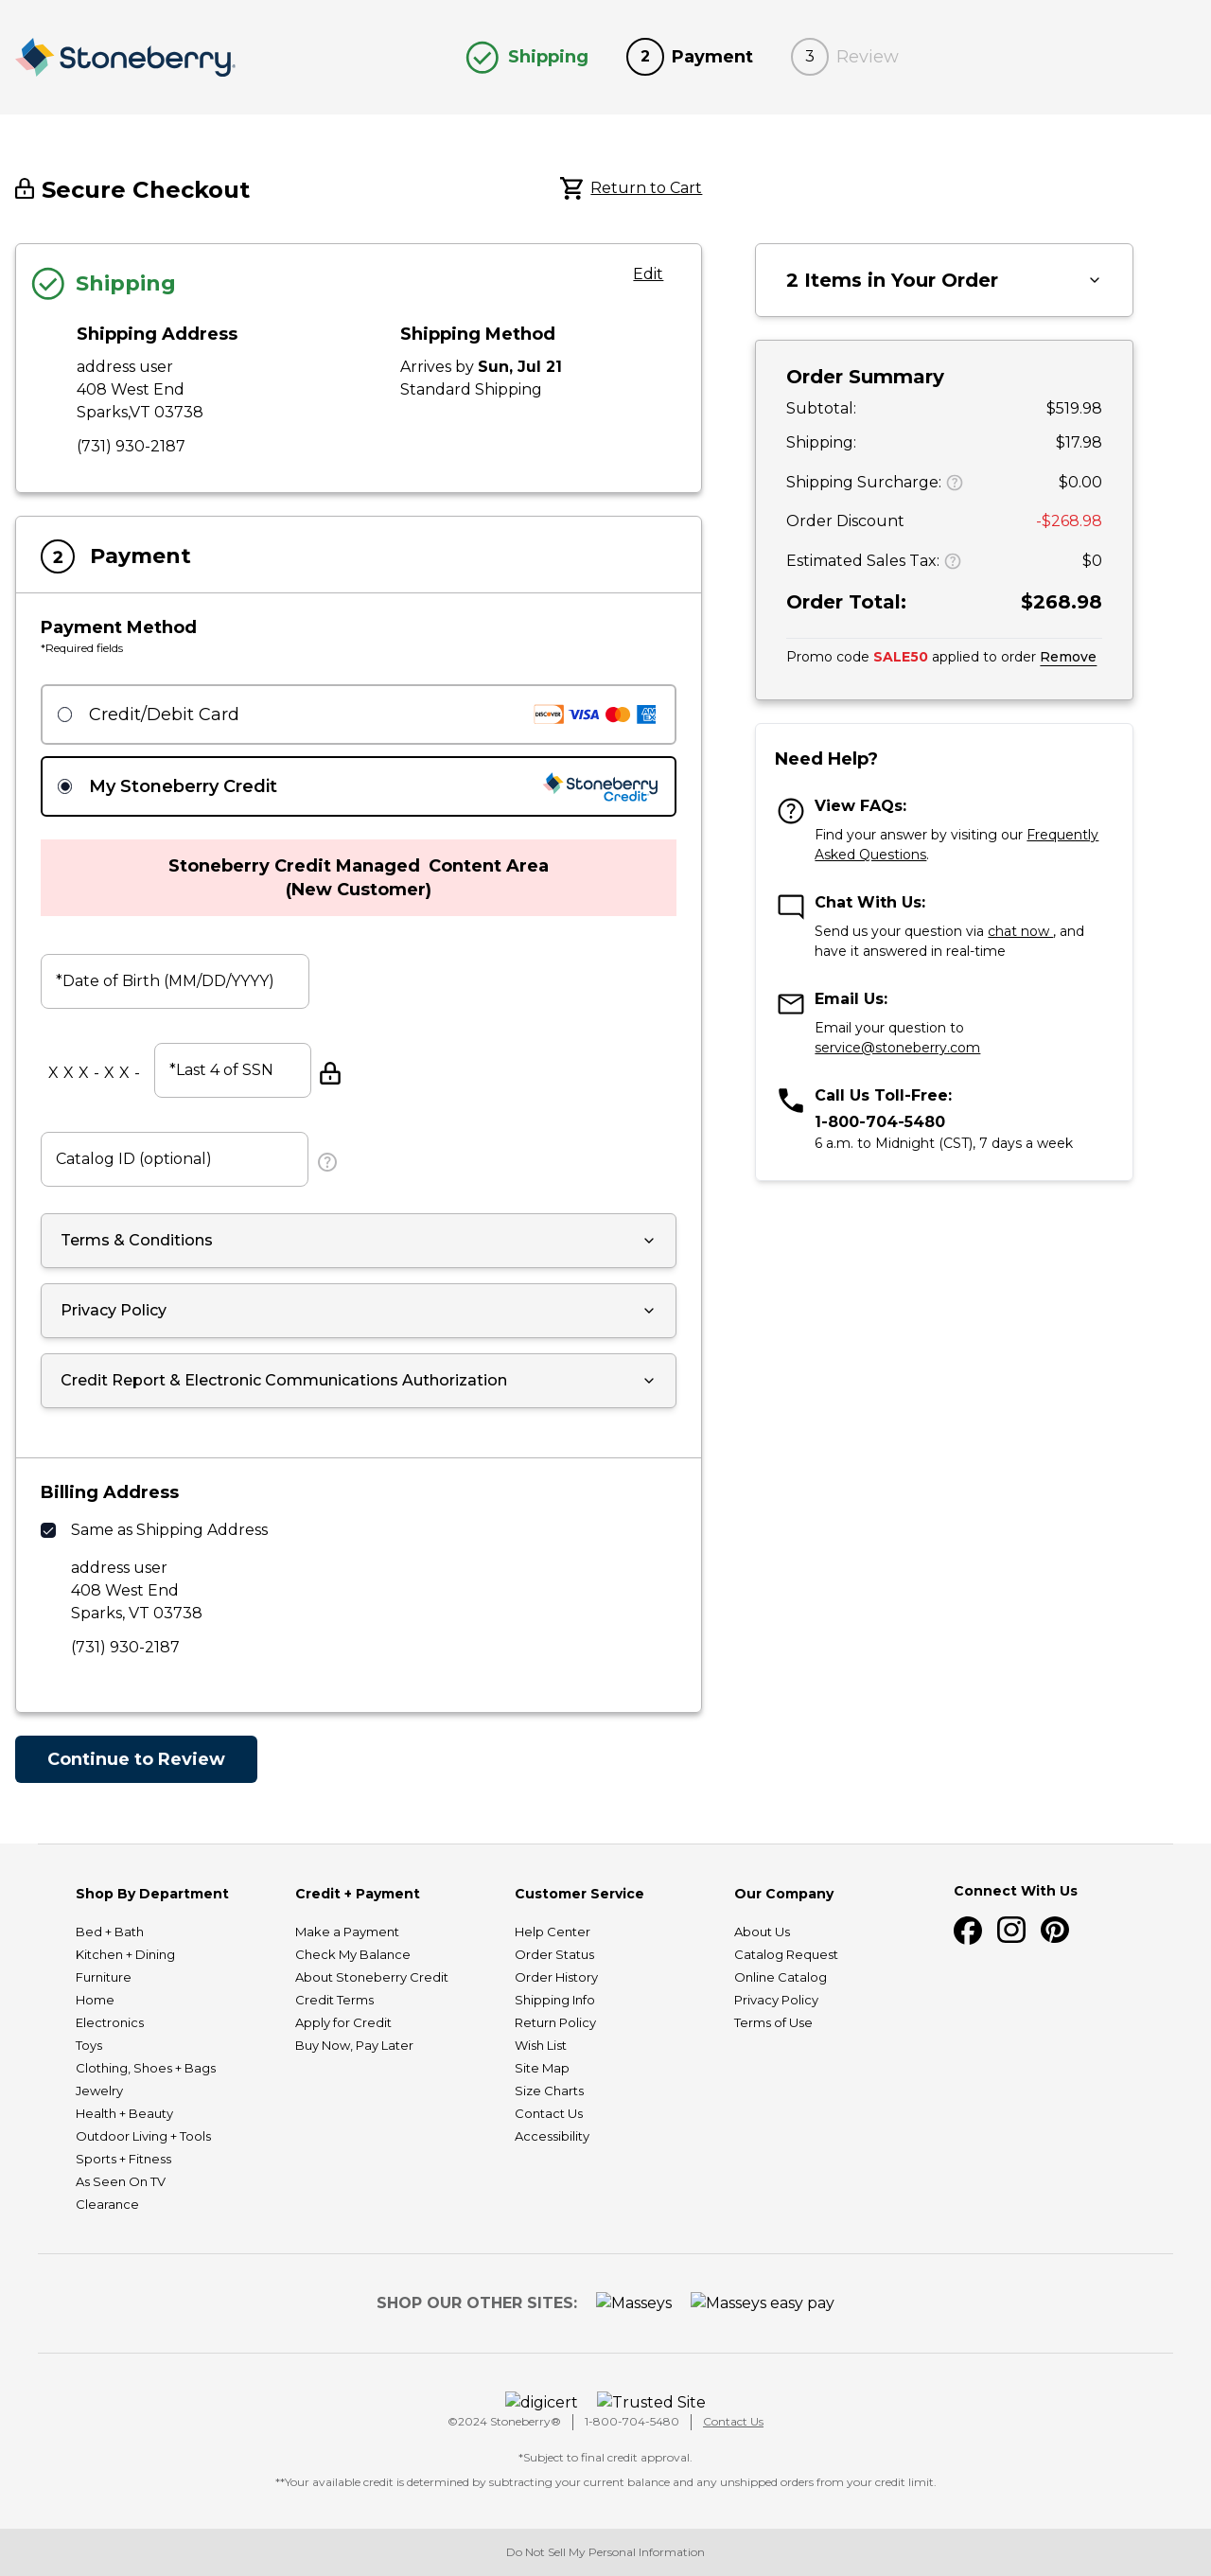 Stoneberry
Shipping
2 Payment
3 Review
Secure Checkout
Return to Cart
Shipping
Edit
Shipping Address
address user
408 West End
Sparks,VT 03738
(731) 930-2187
Shipping Method
Arrives by Sun, Jul 21
Standard Shipping
2 Payment
Payment Method
*Required fields
Credit/Debit Card
DISCOVER VISA AMEX
My Stoneberry Credit
Stoneberry
Credit
Stoneberry Credit Managed Content Area
(New Customer)
*Date of Birth (MM/DD/YYYY)
X X X - X X - *Last 4 of SSN
Catalog ID (optional) ?
Terms & Conditions
Privacy Policy
Credit Report & Electronic Communications Authorization
Billing Address
Same as Shipping Address
address user
408 West End
Sparks, VT 03738
(731) 930-2187
Continue to Review
2 Items in Your Order
Order Summary
Subtotal: $519.98
Shipping: $17.98
Shipping Surcharge: ? $0.00
Order Discount -$268.98
Estimated Sales Tax: ? $0
Order Total: $268.98
Promo code SALE50 applied to order Remove
Need Help?
? View FAQs:
Find your answer by visiting our Frequently
Asked Questions.
Chat With Us:
Send us your question via chat now , and
have it answered in real-time
Email Us:
Email your question to
service@stoneberry.com
Call Us Toll-Free:
1-800-704-5480
6 a.m. to Midnight (CST), 7 days a week
Shop By Department
Bed + Bath
Kitchen + Dining
Furniture
Home
Electronics
Toys
Clothing, Shoes + Bags
Jewelry
Health + Beauty
Outdoor Living + Tools
Sports + Fitness
As Seen On TV
Clearance
Credit + Payment
Make a Payment
Check My Balance
About Stoneberry Credit
Credit Terms
Apply for Credit
Buy Now, Pay Later
Customer Service
Help Center
Order Status
Order History
Shipping Info
Return Policy
Wish List
Site Map
Size Charts
Contact Us
Accessibility
Our Company
About Us
Catalog Request
Online Catalog
Privacy Policy
Terms of Use
Connect With Us
SHOP OUR OTHER SITES: Masseys Masseys easy pay
digicert Trusted Site
©2024 Stoneberry® 1-800-704-5480 Contact Us
*Subject to final credit approval.
**Your available credit is determined by subtracting your current balance and any unshipped orders from your credit limit.
Do Not Sell My Personal Information